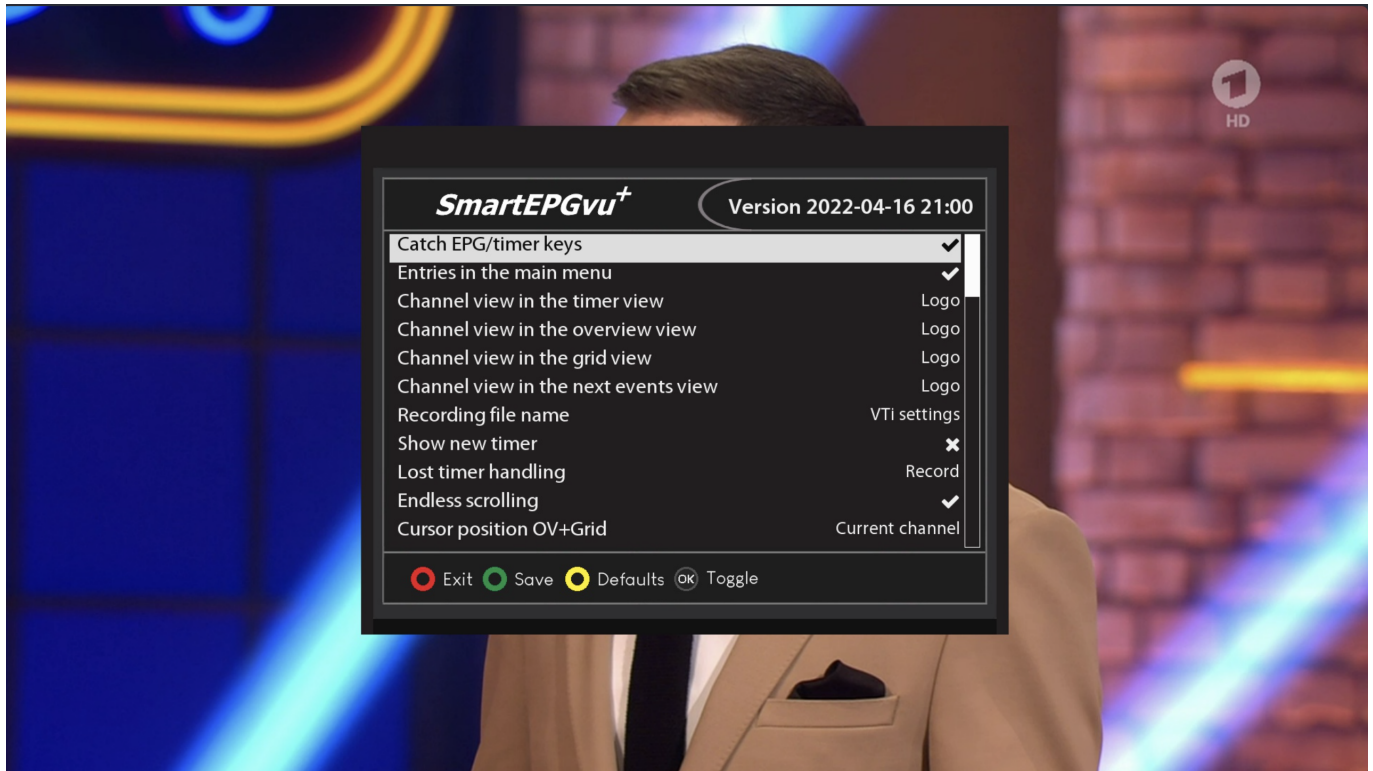 1
HD
SmartEPGvu+
Version 2022-04-16 21:00
Catch EPG/timer keys ✔
Entries in the main menu ✔
Channel view in the timer view Logo
Channel view in the overview view Logo
Channel view in the grid view Logo
Channel view in the next events view Logo
Recording file name VTi settings
Show new timer ✖
Lost timer handling Record
Endless scrolling ✔
Cursor position OV+Grid Current channel
Exit Save Defaults OK Toggle